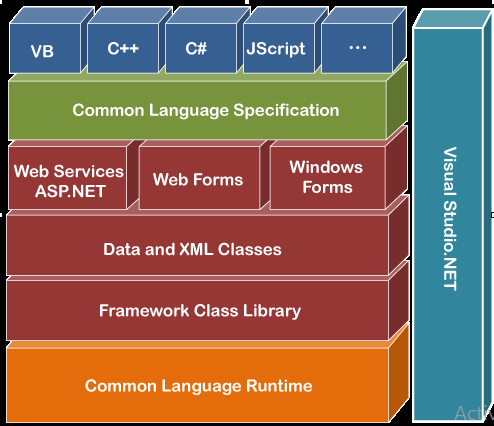 VB
C++
C#
JScript
...
Common Language Specification
Web Services
ASP.NET
Web Forms
Windows
Forms
Data and XML Classes
Framework Class Library
Common Language Runtime
Visual Studio.NET